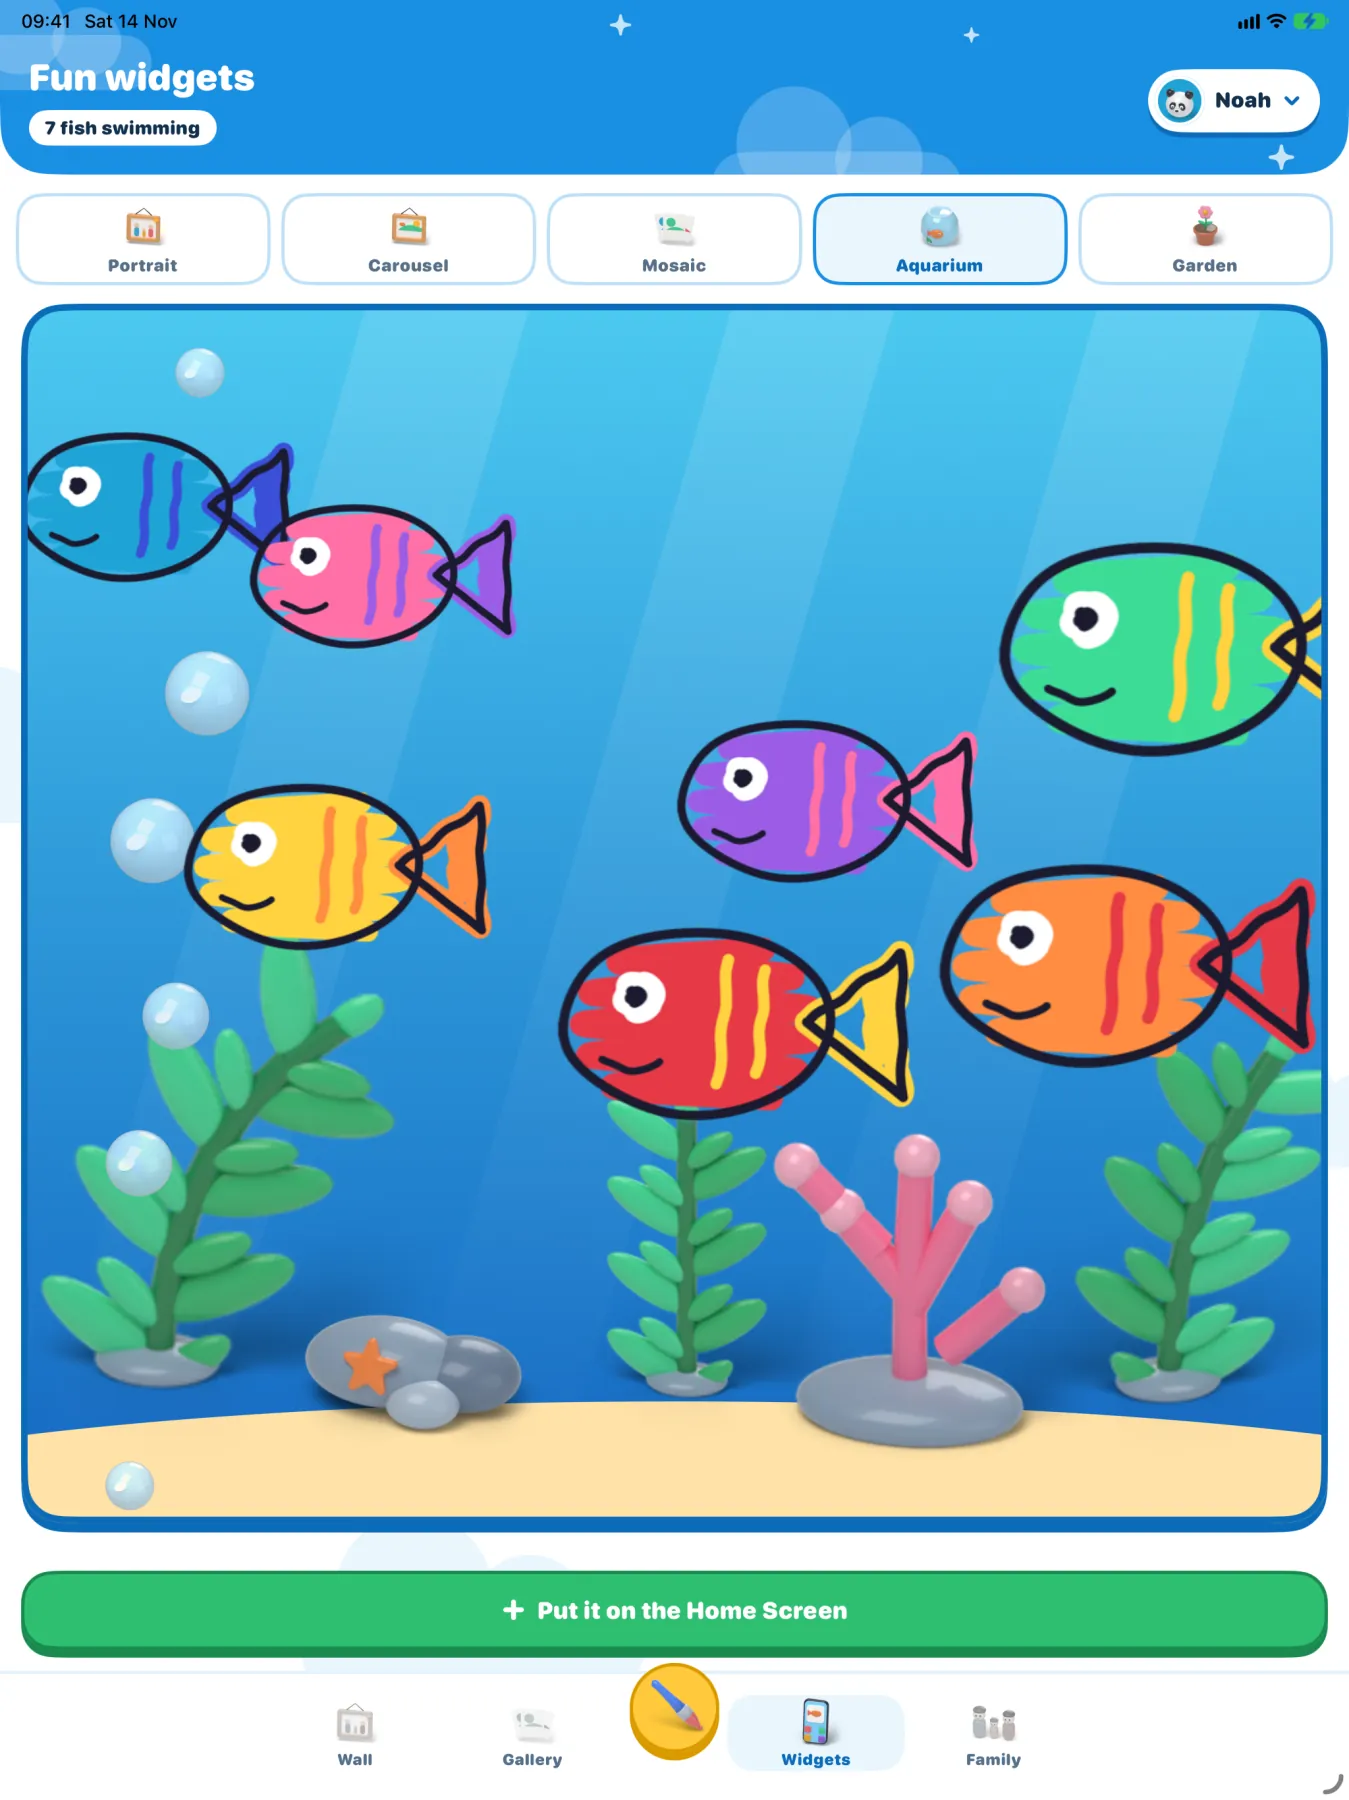 09:41 Sat 14 Nov
Fun widgets
7 fish swimming
Noah
Portrait
Carousel
Mosaic
Aquarium
Garden
+ Put it on the Home Screen
Wall
Gallery
Widgets
Family